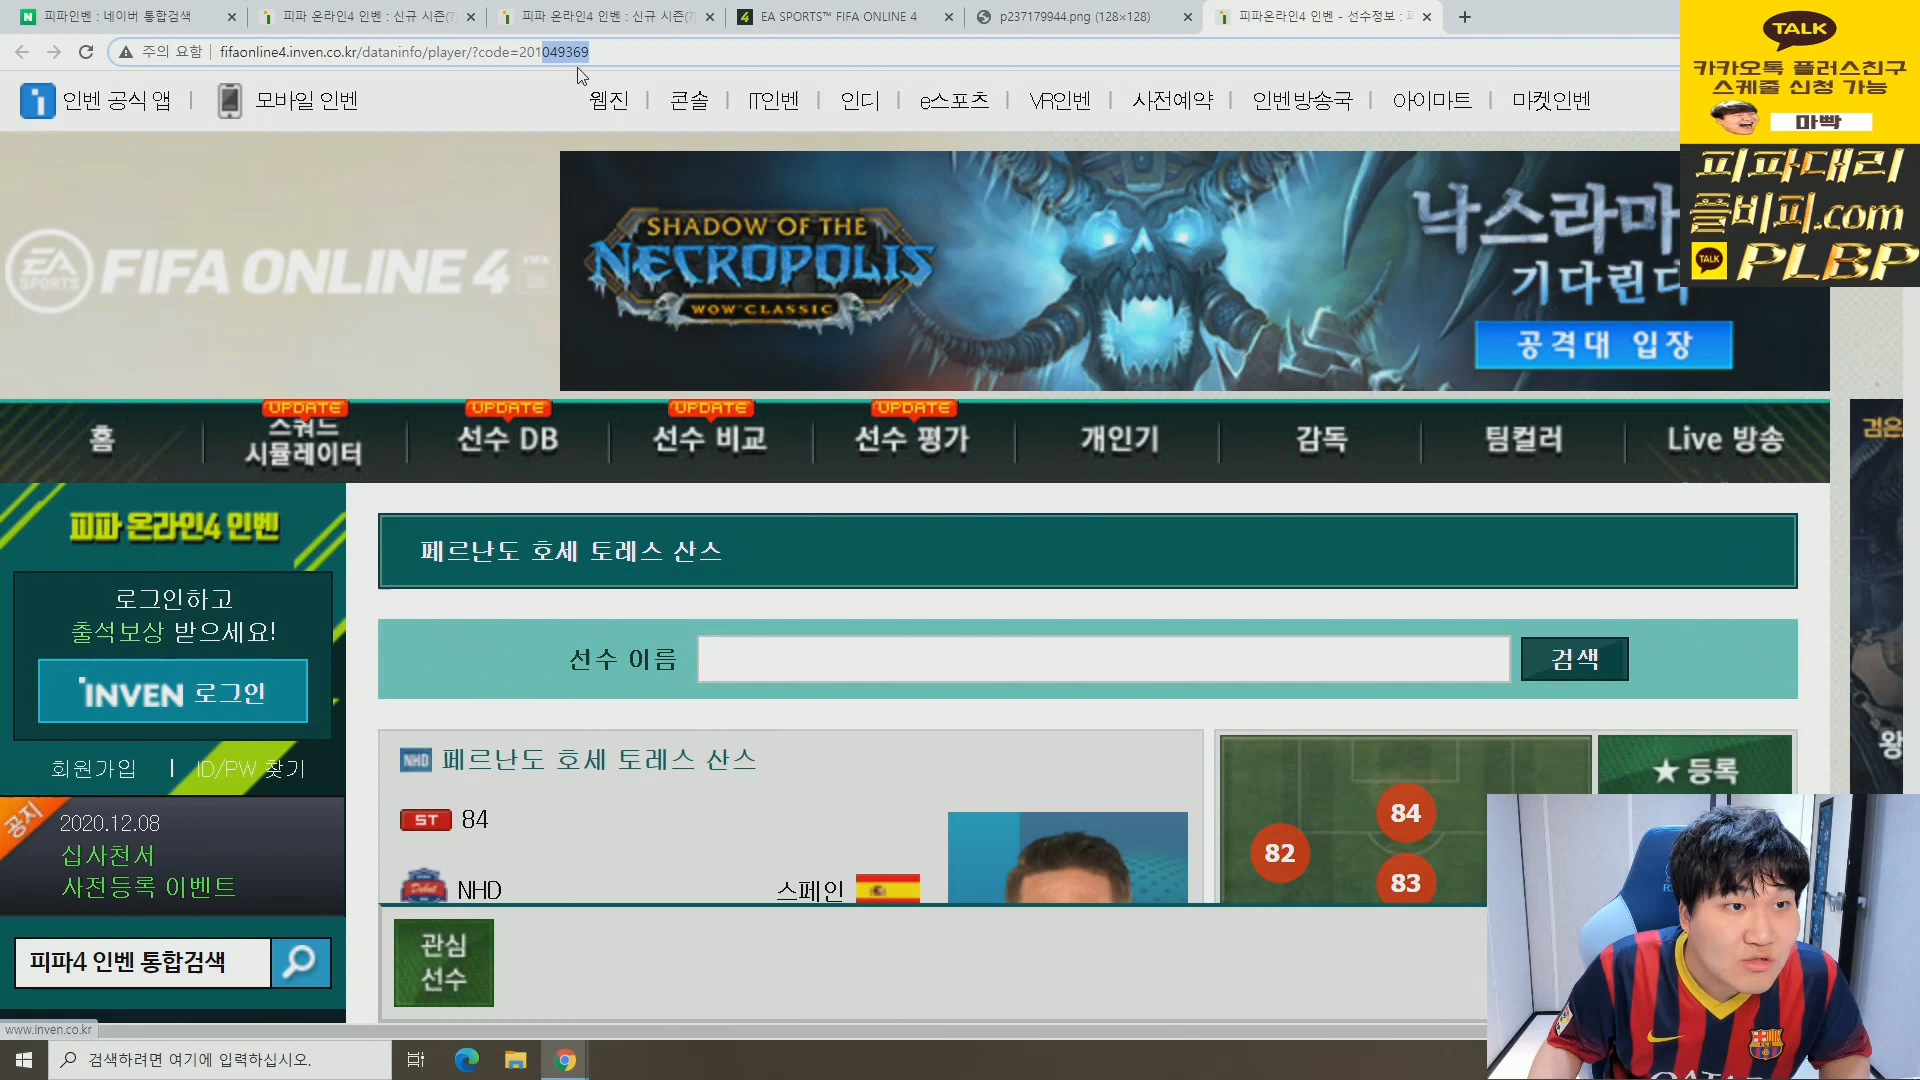 파인벤 : 네이버 통합검색
피파 온라인4 인벤 : 신규 시즌(?)
피파 온라인4 인벤 : 신규 시즌(?)
EA SPORTS™ FIFA ONLINE 4
p237179944.png (128×128)
피파온라인4 인벤 - 선수정보 :
주의 요함
fifaonline4.inven.co.kr/dataninfo/player/?code=201049369
인벤 공식 앱
모바일 인벤
웹진
콘솔
IT인벤
인디
e스포츠
VR인벤
사전예약
인벤방송국
아이마트
마켓인벤
TALK
카카오톡 플러스친구
스케줄 신청 가능
마빡
피파대리
플비피.com
TALK
PLBP
EA SPORTS
FIFA ONLINE 4
SHADOW OF THE
NECROPOLIS
WOW CLASSIC
낙스라마
기다린다
공격대 입장
홈
UPDATE
스쿼드
시뮬레이터
UPDATE
선수 DB
UPDATE
선수 비교
UPDATE
선수 평가
개인기
감독
팀컬러
Live 방송
검은
피파 온라인4 인벤
로그인하고
출석보상 받으세요!
INVEN 로그인
회원가입
ID/PW 찾기
공지
2020.12.08
십사천서
사전등록 이벤트
피파4 인벤 통합검색
페르난도 호세 토레스 산스
선수 이름
검색
NHD 페르난도 호세 토레스 산스
ST 84
Debut NHD
스페인
84
82
83
★ 등록
왕
관심
선수
www.inven.co.kr
검색하려면 여기에 입력하십시오.